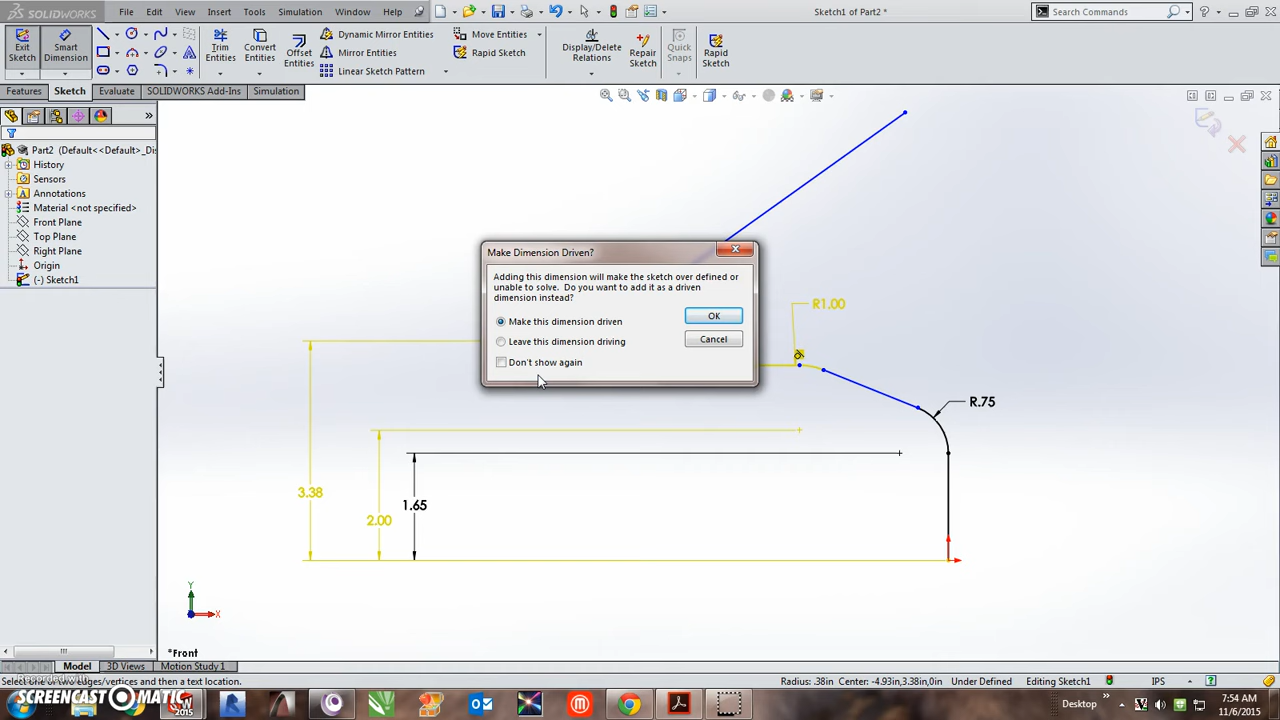 SOLIDWORKS
File
Edit
View
Insert
Tools
Simulation
Window
Help
Sketch1 of Part2 *
Search Commands
Exit Sketch
Smart Dimension
Trim Entities
Convert Entities
Offset Entities
Dynamic Mirror Entities
Mirror Entities
Linear Sketch Pattern
Move Entities
Rapid Sketch
Display/Delete Relations
Repair Sketch
Quick Snaps
Rapid Sketch
Features
Sketch
Evaluate
SOLIDWORKS Add-Ins
Simulation
Part2 (Default<<Default>_Dis
History
Sensors
Annotations
Material <not specified>
Front Plane
Top Plane
Right Plane
Origin
(-) Sketch1
Make Dimension Driven?
Adding this dimension will make the sketch over defined or
unable to solve. Do you want to add it as a driven
dimension instead?
Make this dimension driven
Leave this dimension driving
Don't show again
OK
Cancel
R1.00
R.75
3.38
2.00
1.65
Y
X
*Front
Model
3D Views
Motion Study 1
Select one or two edges/vertices and then a text location.
Radius: .38in Center: -4.93in,3.38in,0in
Under Defined
Editing Sketch1
IPS
Recorded with
SCREENCAST MATIC
2015
Desktop
7:54 AM
11/6/2015